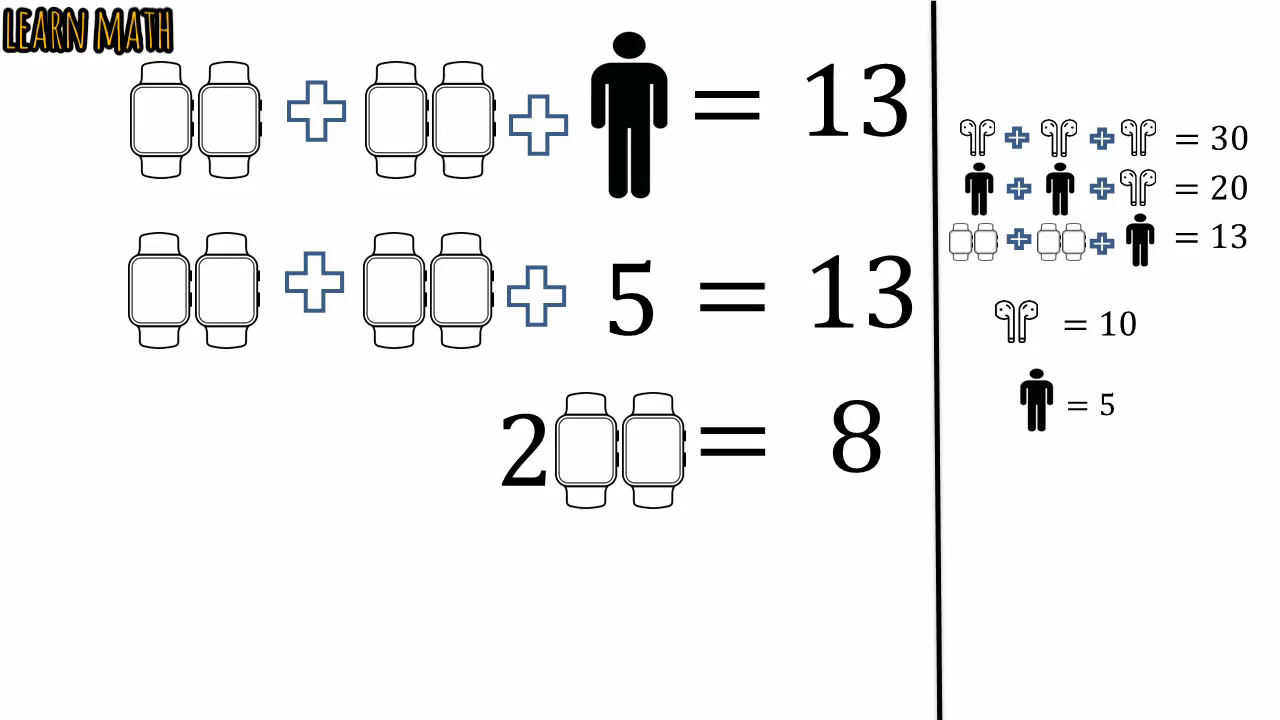 LEARN MATH
= 13
5 = 13
2 = 8
= 30
= 20
= 13
= 10
= 5